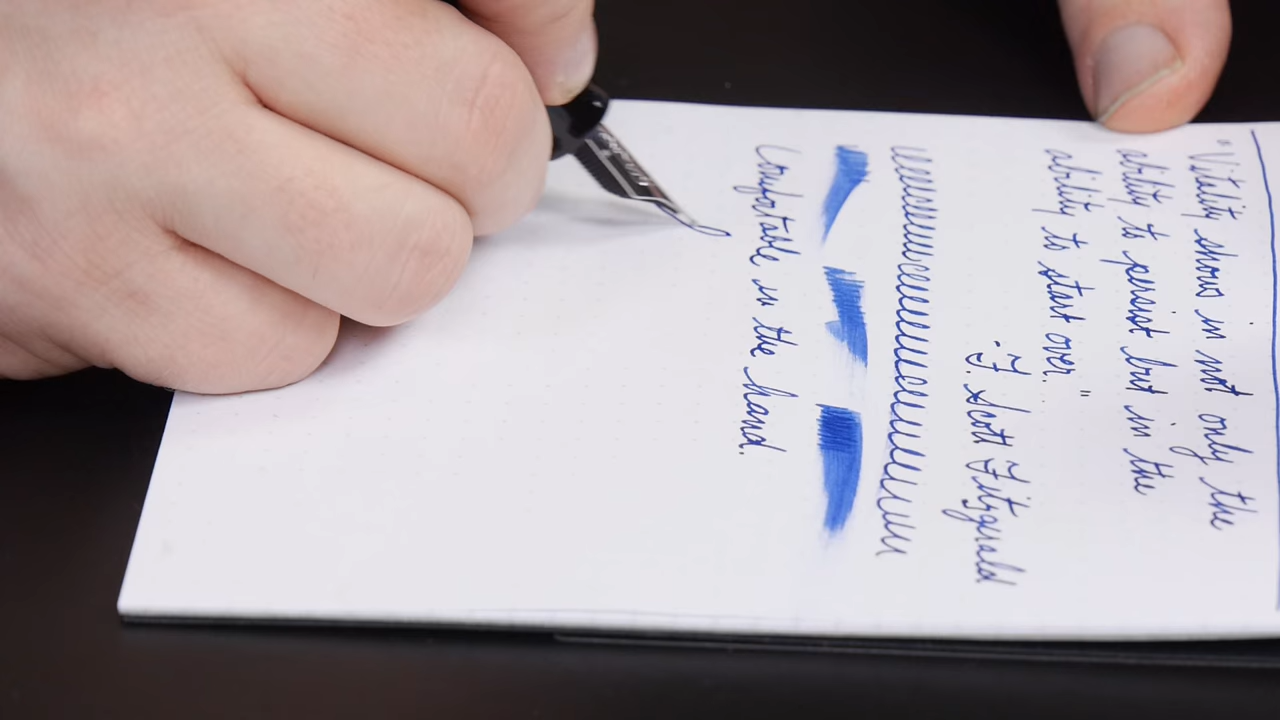 "Vitality shows in not only the
ability to persist but in the
ability to start over."
-F. Scott Fitzgerald
Comfortable in the hand.